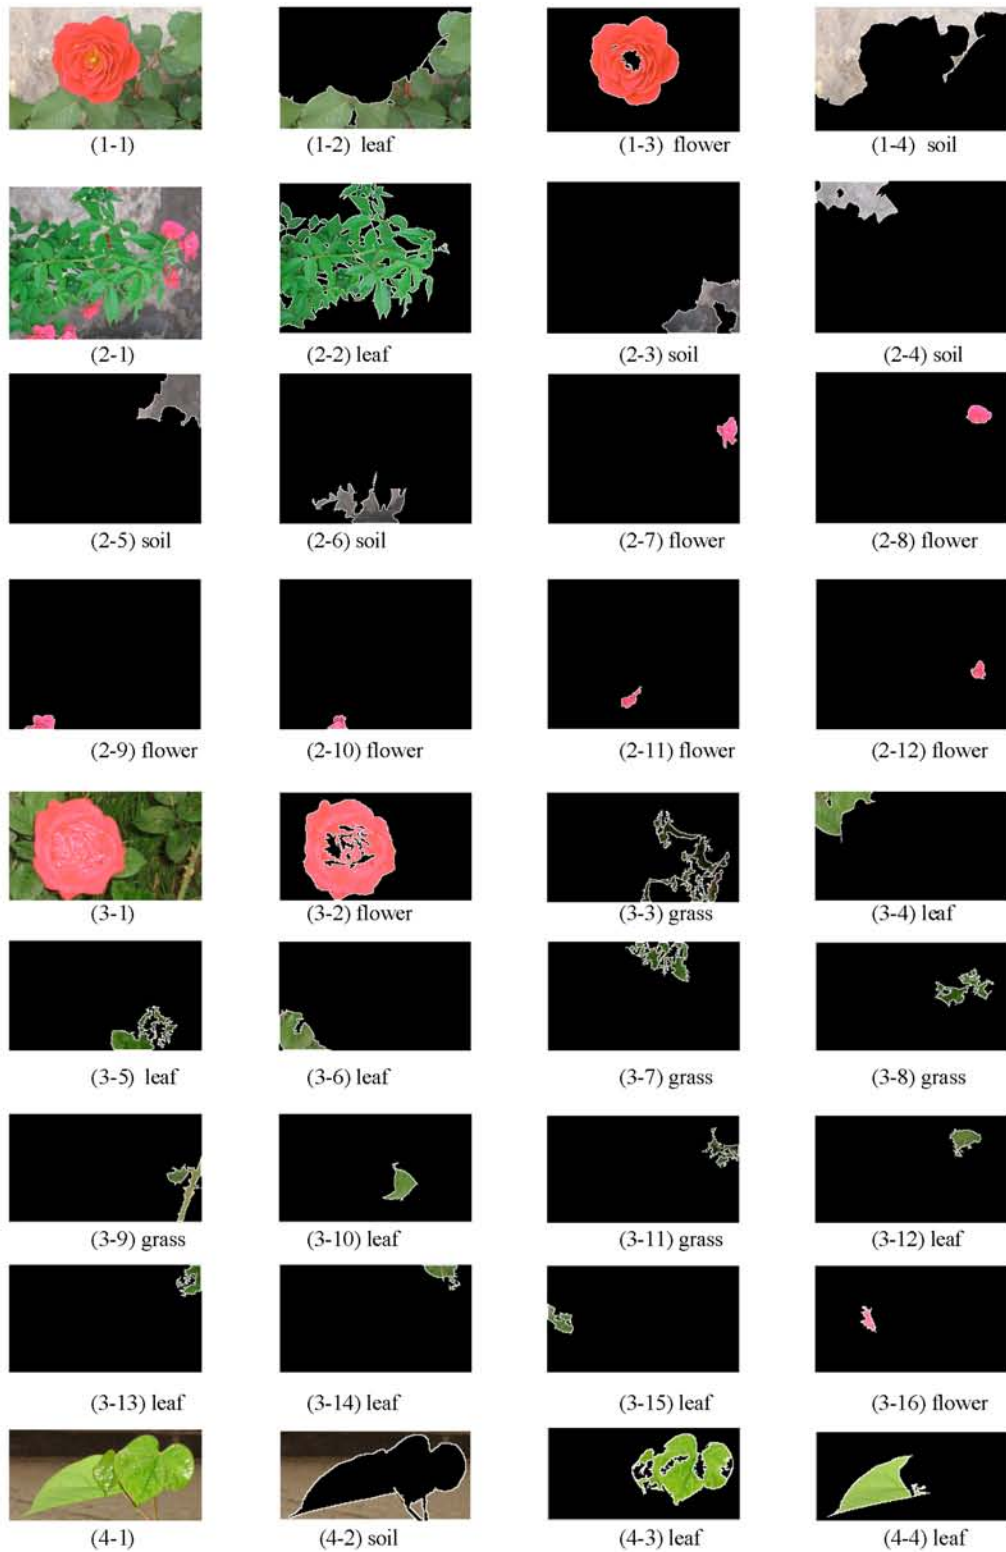 (1-1) (1-2) leaf (1-3) flower (1-4) soil
(2-1) (2-2) leaf (2-3) soil (2-4) soil
(2-5) soil (2-6) soil (2-7) flower (2-8) flower
(2-9) flower (2-10) flower (2-11) flower (2-12) flower
(3-1) (3-2) flower (3-3) grass (3-4) leaf
(3-5) leaf (3-6) leaf (3-7) grass (3-8) grass
(3-9) grass (3-10) leaf (3-11) grass (3-12) leaf
(3-13) leaf (3-14) leaf (3-15) leaf (3-16) flower
(4-1) (4-2) soil (4-3) leaf (4-4) leaf